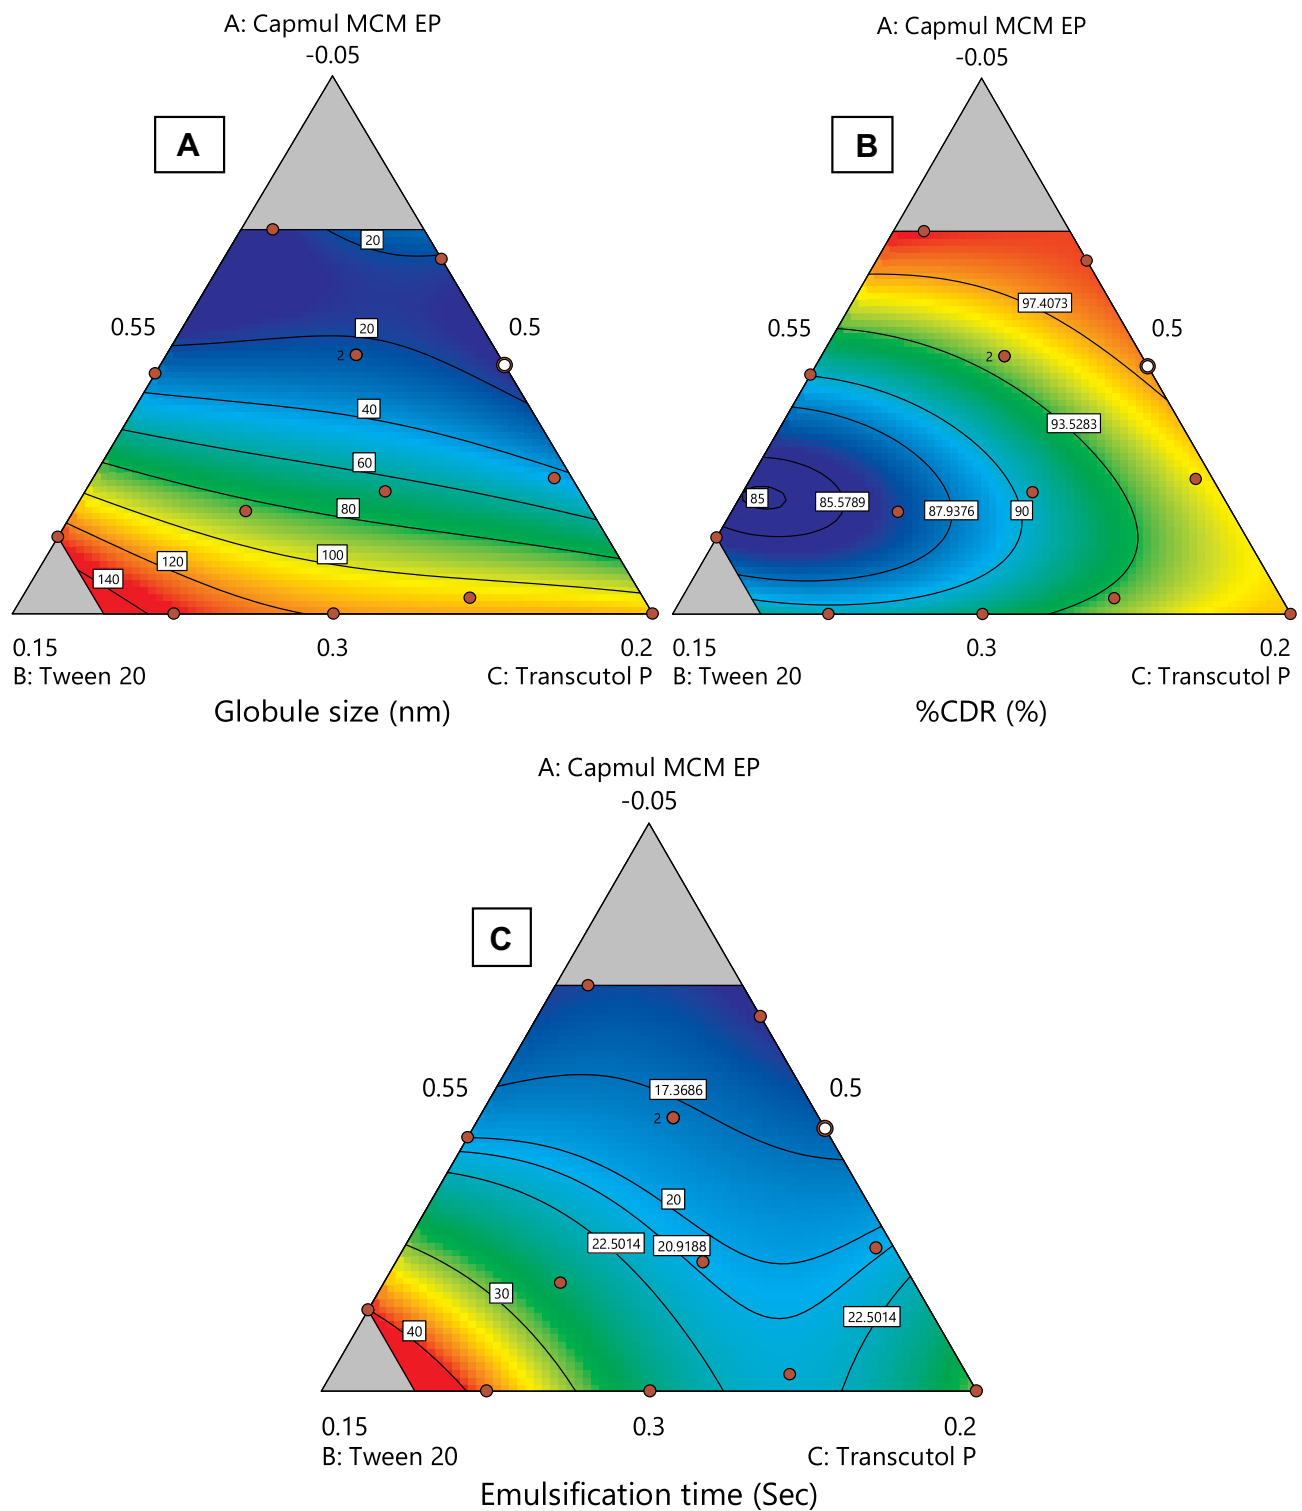 A: Capmul MCM EP
-0.05
A
20
0.55
20
0.5
2
40
60
80
100
120
140
0.15
0.3
0.2
B: Tween 20
C: Transcutol P
Globule size (nm)
A: Capmul MCM EP
-0.05
B
97.4073
0.55
0.5
2
93.5283
85
85.5789
87.9376
90
0.15
0.3
0.2
B: Tween 20
C: Transcutol P
%CDR (%)
A: Capmul MCM EP
-0.05
C
0.55
17.3686
0.5
2
20
22.5014
20.9188
30
22.5014
40
0.15
0.3
0.2
B: Tween 20
C: Transcutol P
Emulsification time (Sec)